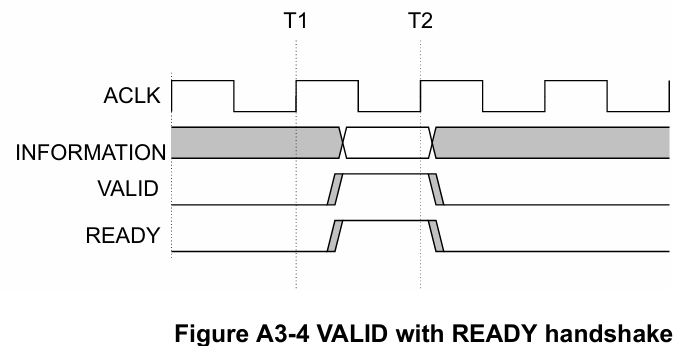 T1 T2
ACLK
INFORMATION
VALID
READY
Figure A3-4 VALID with READY handshake